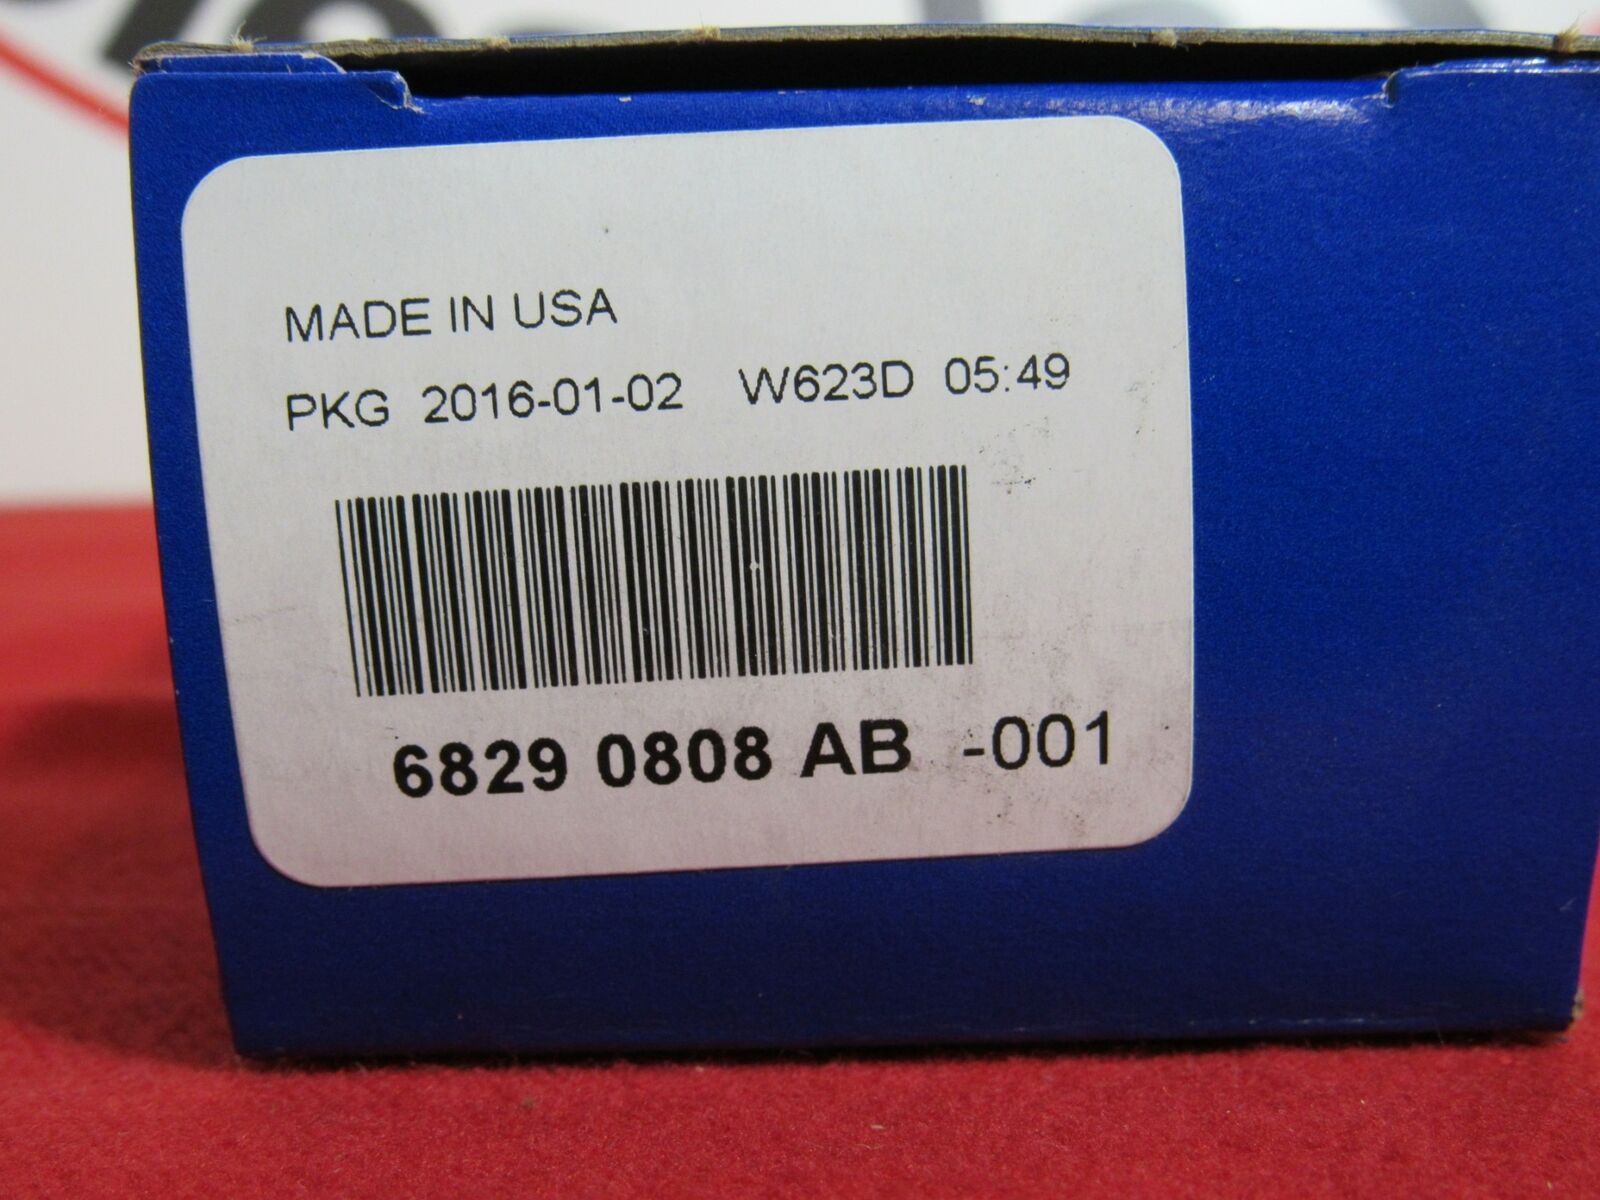 MADE IN USA
PKG 2016-01-02 W623D 05:49
6829 0808 AB -001